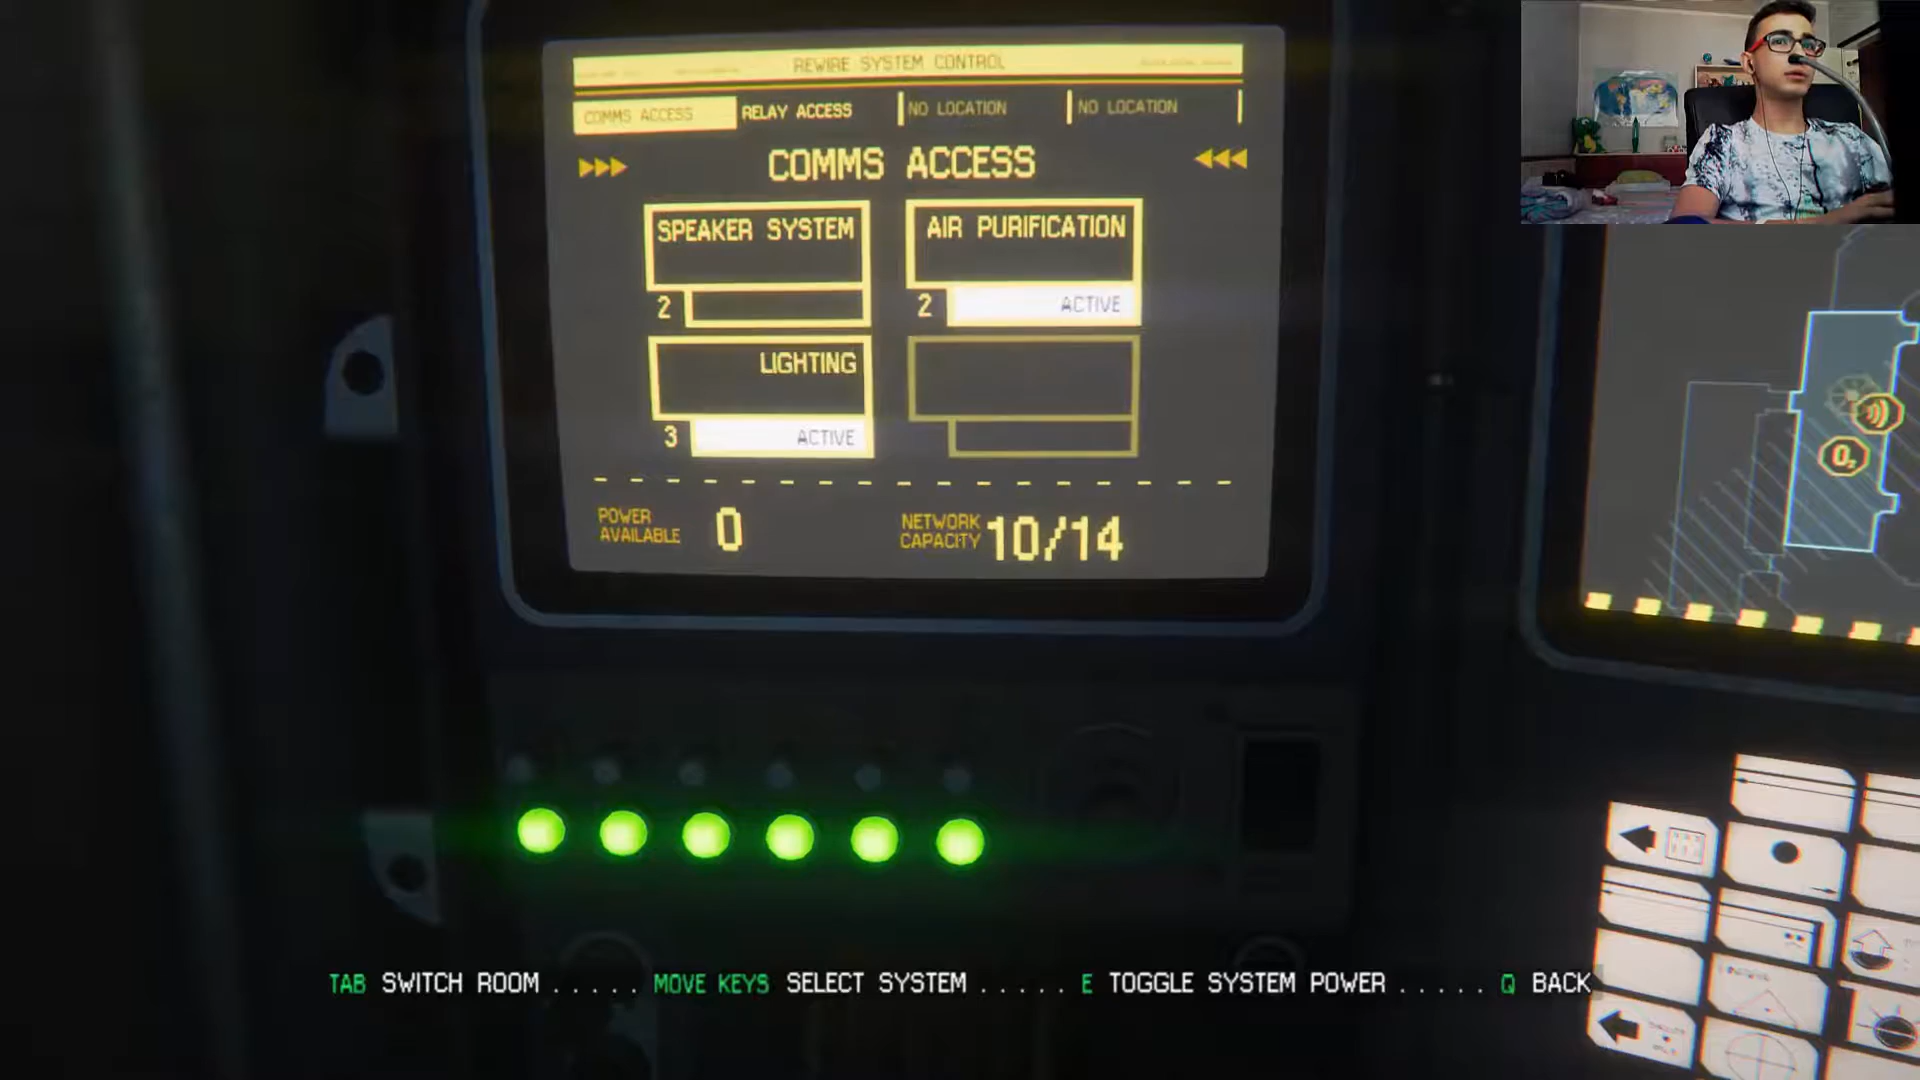 REWIRE SYSTEM CONTROL
COMMS ACCESS
RELAY ACCESS
NO LOCATION
NO LOCATION
COMMS ACCESS
SPEAKER SYSTEM
2
AIR PURIFICATION
2 ACTIVE
LIGHTING
3 ACTIVE
POWER
AVAILABLE
0
NETWORK
CAPACITY
10/14
O₂
TAB SWITCH ROOM ..... MOVE KEYS SELECT SYSTEM ..... E TOGGLE SYSTEM POWER ..... Q BACK